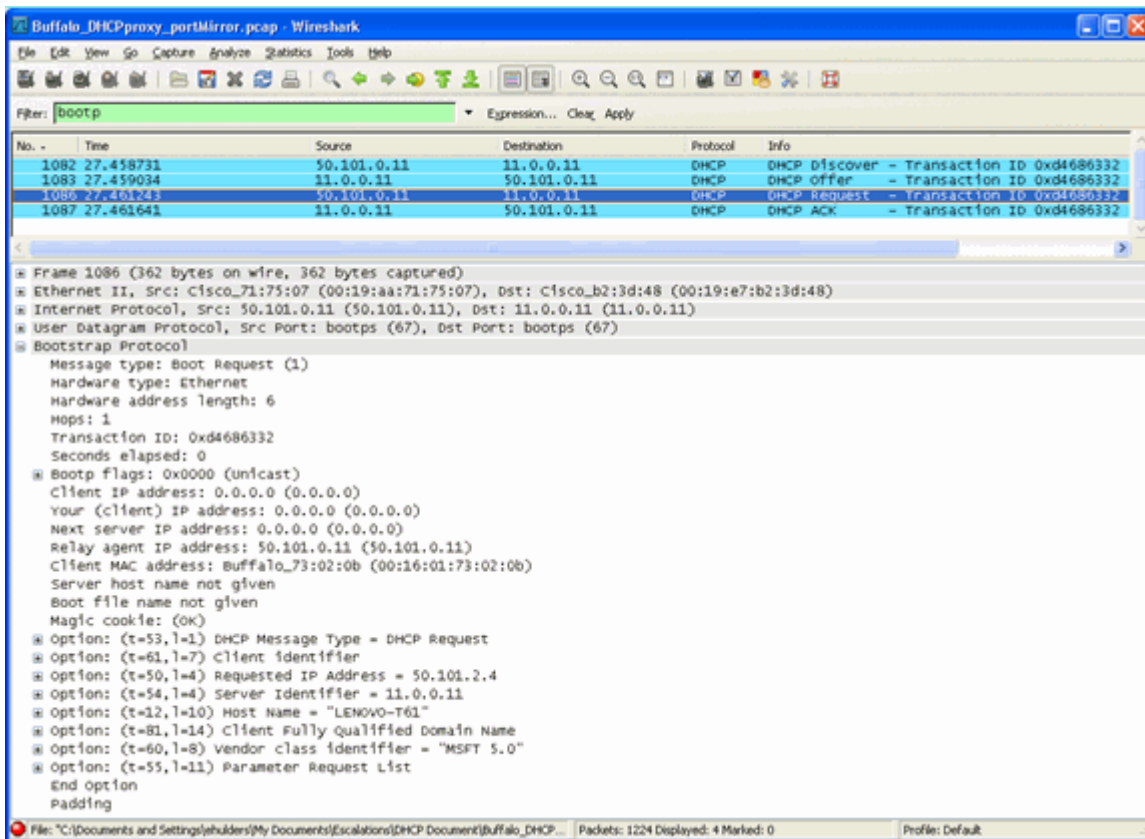 Buffalo_DHCPproxy_portMirror.pcap - Wireshark
File Edit View Go Capture Analyze Statistics Tools Help
Filter: bootp Expression... Clear Apply
No. - Time Source Destination Protocol Info
1082 27.458731 50.101.0.11 11.0.0.11 DHCP DHCP Discover - Transaction ID 0xd4686332
1083 27.459034 11.0.0.11 50.101.0.11 DHCP DHCP Offer - Transaction ID 0xd4686332
1086 27.461243 50.101.0.11 11.0.0.11 DHCP DHCP Request - Transaction ID 0xd4686332
1087 27.461641 11.0.0.11 50.101.0.11 DHCP DHCP ACK - Transaction ID 0xd4686332
Frame 1086 (362 bytes on wire, 362 bytes captured)
Ethernet II, Src: Cisco_71:75:07 (00:19:aa:71:75:07), Dst: Cisco_b2:3d:48 (00:19:e7:b2:3d:48)
Internet Protocol, Src: 50.101.0.11 (50.101.0.11), Dst: 11.0.0.11 (11.0.0.11)
User Datagram Protocol, Src Port: bootps (67), Dst Port: bootps (67)
Bootstrap Protocol
Message type: Boot Request (1)
Hardware type: Ethernet
Hardware address length: 6
Hops: 1
Transaction ID: 0xd4686332
Seconds elapsed: 0
Bootp flags: 0x0000 (Unicast)
Client IP address: 0.0.0.0 (0.0.0.0)
Your (client) IP address: 0.0.0.0 (0.0.0.0)
Next server IP address: 0.0.0.0 (0.0.0.0)
Relay agent IP address: 50.101.0.11 (50.101.0.11)
Client MAC address: Buffalo_73:02:0b (00:16:01:73:02:0b)
Server host name not given
Boot file name not given
Magic cookie: (OK)
Option: (t=53,l=1) DHCP Message Type = DHCP Request
Option: (t=61,l=7) Client identifier
Option: (t=50,l=4) Requested IP Address = 50.101.2.4
Option: (t=54,l=4) Server Identifier = 11.0.0.11
Option: (t=12,l=10) Host Name = "LENOVO-T61"
Option: (t=81,l=14) Client Fully Qualified Domain Name
Option: (t=60,l=8) Vendor class identifier = "MSFT 5.0"
Option: (t=55,l=11) Parameter Request List
End Option
Padding
File: "C:\Documents and Settings\jehulders\My Documents\Escalations\DHCP Document\Buffalo_DHCP... Packets: 1224 Displayed: 4 Marked: 0 Profile: Default